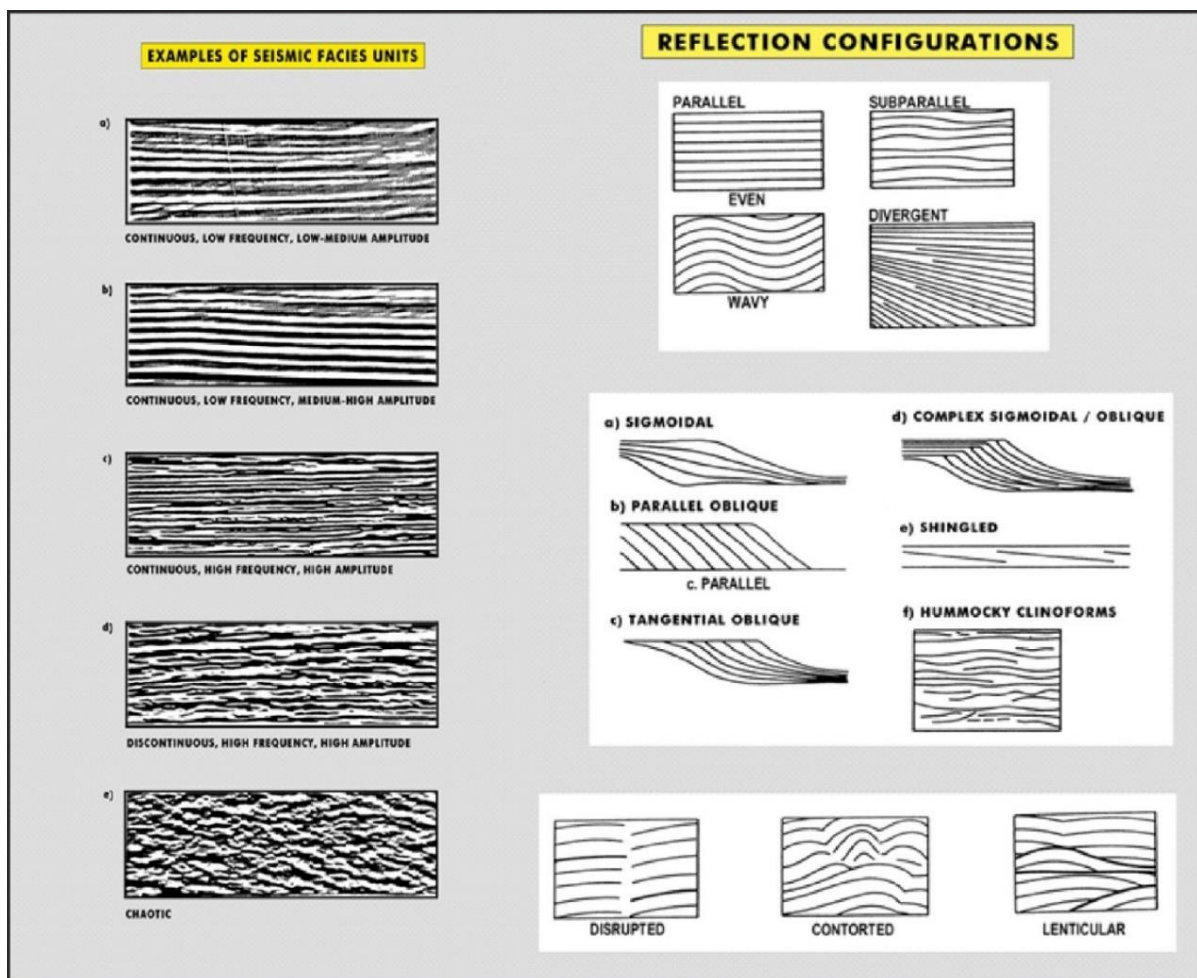 EXAMPLES OF SEISMIC FACIES UNITS
a)
CONTINUOUS, LOW FREQUENCY, LOW-MEDIUM AMPLITUDE
b)
CONTINUOUS, LOW FREQUENCY, MEDIUM-HIGH AMPLITUDE
c)
CONTINUOUS, HIGH FREQUENCY, HIGH AMPLITUDE
d)
DISCONTINUOUS, HIGH FREQUENCY, HIGH AMPLITUDE
e)
CHAOTIC
REFLECTION CONFIGURATIONS
PARALLEL
SUBPARALLEL
EVEN
DIVERGENT
WAVY
a) SIGMOIDAL
d) COMPLEX SIGMOIDAL / OBLIQUE
b) PARALLEL OBLIQUE
e) SHINGLED
c. PARALLEL
c) TANGENTIAL OBLIQUE
f) HUMMOCKY CLINOFORMS
DISRUPTED
CONTORTED
LENTICULAR